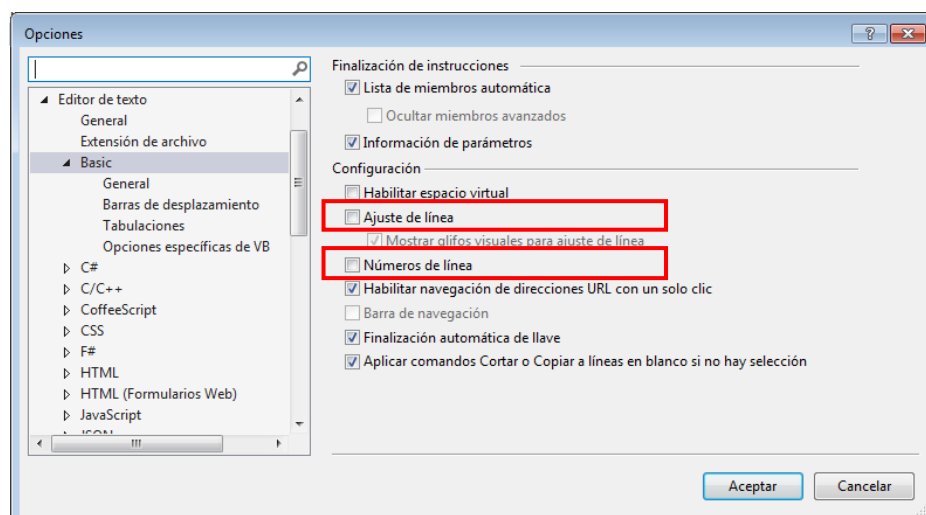 Opciones
Editor de texto
General
Extensión de archivo
Basic
General
Barras de desplazamiento
Tabulaciones
Opciones específicas de VB
C#
C/C++
CoffeeScript
CSS
F#
HTML
HTML (Formularios Web)
JavaScript
JSON
Finalización de instrucciones
Lista de miembros automática
Ocultar miembros avanzados
Información de parámetros
Configuración
Habilitar espacio virtual
Ajuste de línea
Mostrar glifos visuales para ajuste de línea
Números de línea
Habilitar navegación de direcciones URL con un solo clic
Barra de navegación
Finalización automática de llave
Aplicar comandos Cortar o Copiar a líneas en blanco si no hay selección
Aceptar
Cancelar